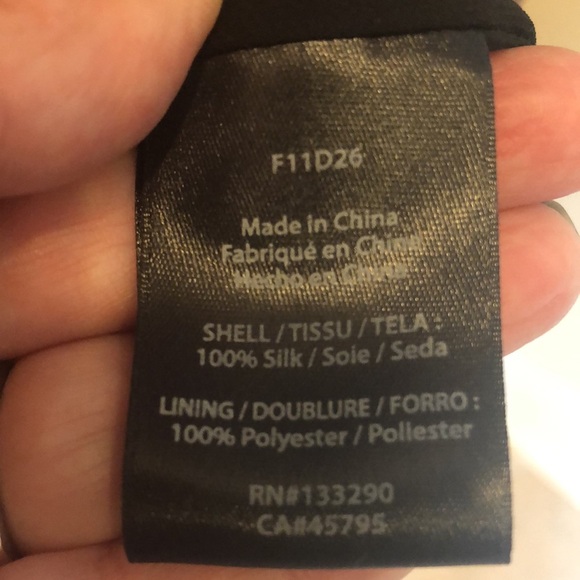 F11D26
Made in China
Fabriqué en Chine
Hecho en China
SHELL / TISSU / TELA :
100% Silk / Soie / Seda
LINING / DOUBLURE / FORRO :
100% Polyester / Poliester
RN#133290
CA#45795